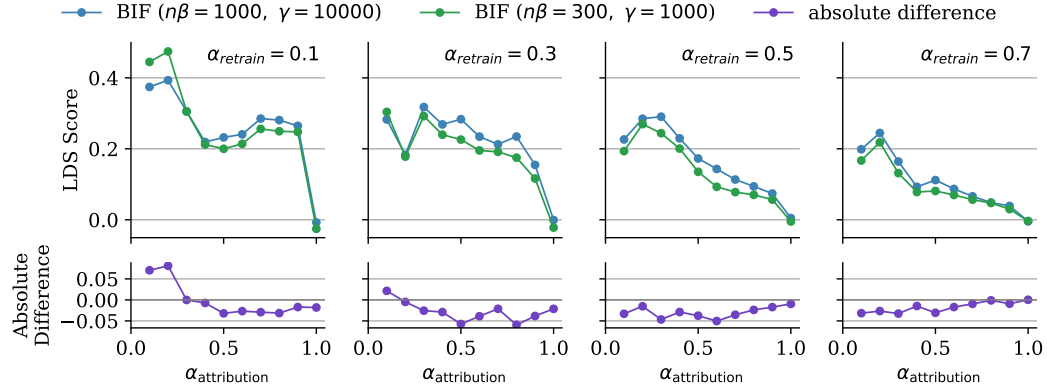 BIF (nβ = 1000, γ = 10000) BIF (nβ = 300, γ = 1000) absolute difference
α_retrain = 0.1 α_retrain = 0.3 α_retrain = 0.5 α_retrain = 0.7
LDS Score
0.4
0.2
0.0
Absolute
Difference
0.05
0.00
−0.05
0.0 0.5 1.0 0.0 0.5 1.0 0.0 0.5 1.0 0.0 0.5 1.0
α_attribution α_attribution α_attribution α_attribution